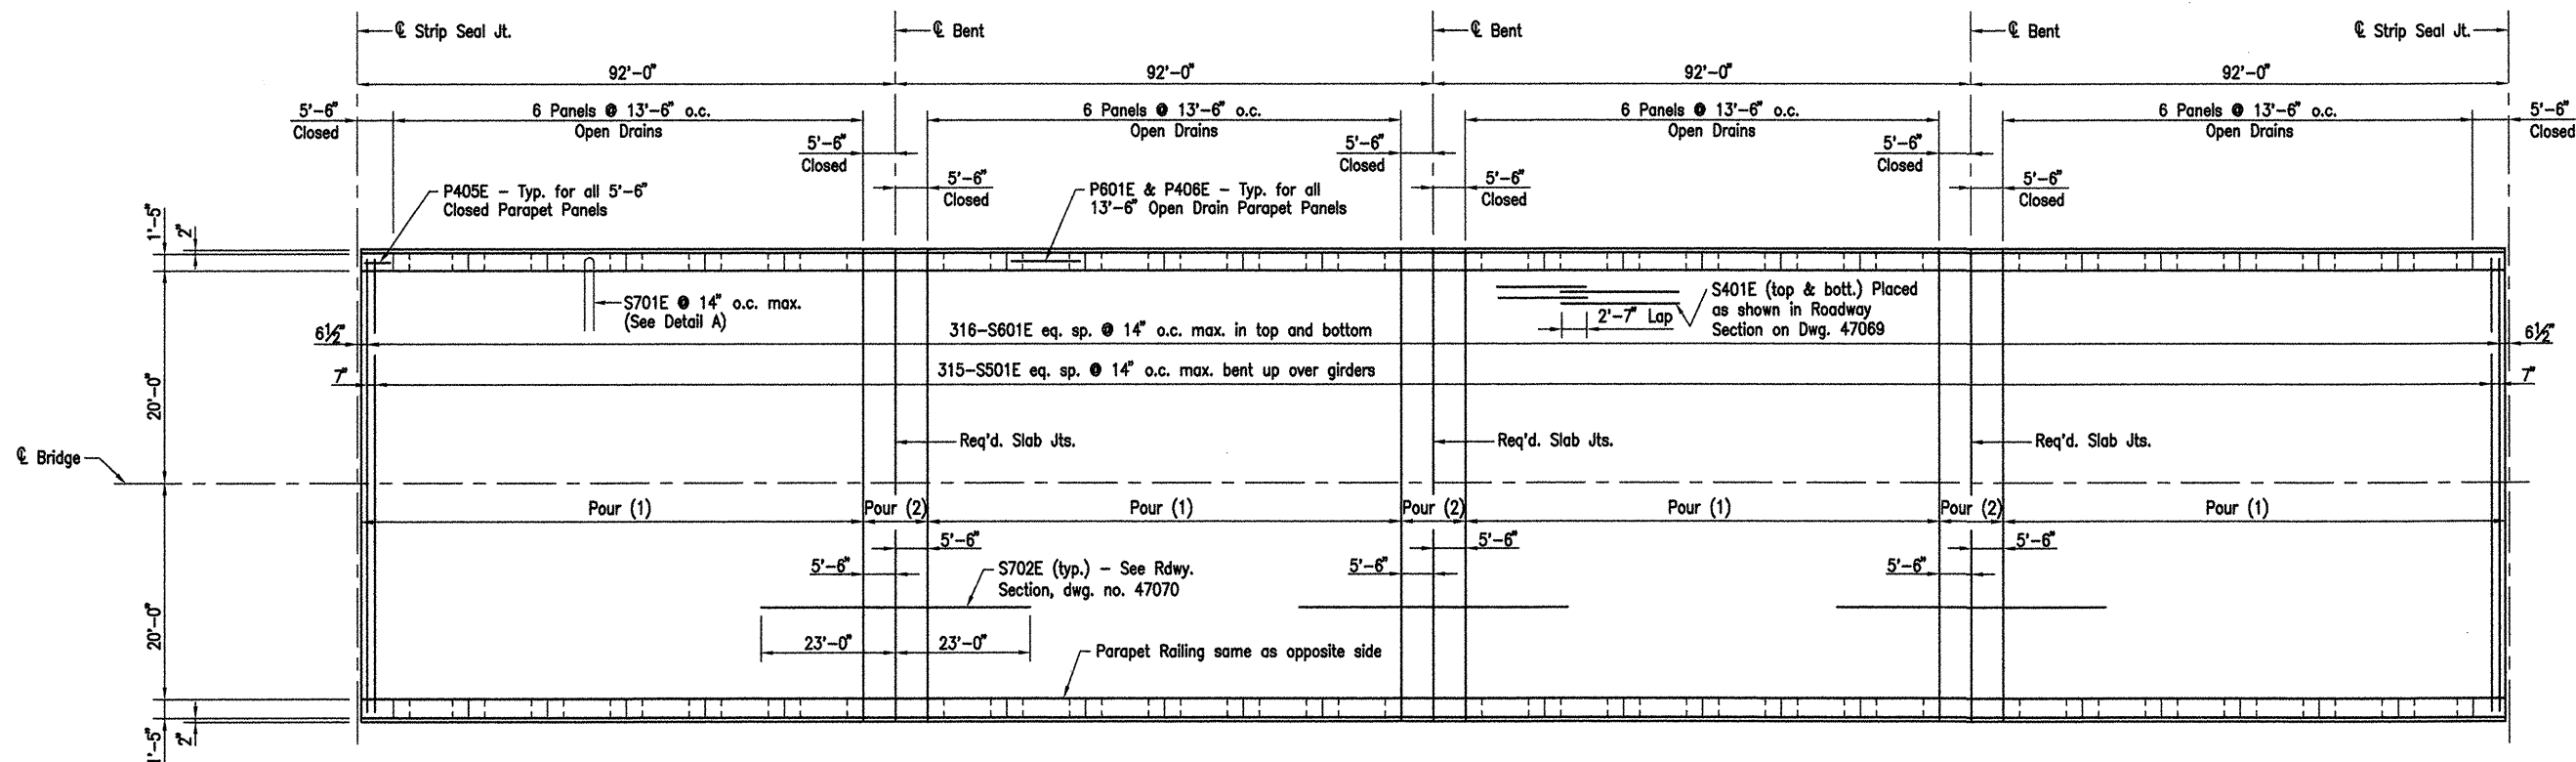 ℄ Strip Seal Jt.
℄ Bent
℄ Bent
℄ Bent
℄ Strip Seal Jt.
92'-0"
92'-0"
92'-0"
92'-0"
5'-6"
Closed
6 Panels @ 13'-6" o.c.
Open Drains
6 Panels @ 13'-6" o.c.
Open Drains
6 Panels @ 13'-6" o.c.
Open Drains
6 Panels @ 13'-6" o.c.
Open Drains
5'-6"
Closed
5'-6"
Closed
5'-6"
Closed
5'-6"
Closed
5'-6"
Closed
5'-6"
Closed
5'-6"
Closed
P405E - Typ. for all 5'-6"
Closed Parapet Panels
P601E & P406E - Typ. for all
13'-6" Open Drain Parapet Panels
1'-5"
2"
S701E @ 14" o.c. max.
(See Detail A)
S401E (top & bott.) Placed
as shown in Roadway
Section on Dwg. 47069
2'-7" Lap
6½"
316-S601E eq. sp. @ 14" o.c. max. in top and bottom
6½"
7"
315-S501E eq. sp. @ 14" o.c. max. bent up over girders
7"
20'-0"
Req'd. Slab Jts.
Req'd. Slab Jts.
Req'd. Slab Jts.
℄ Bridge
Pour (1)
Pour (2)
Pour (1)
Pour (2)
Pour (1)
Pour (2)
Pour (1)
5'-6"
5'-6"
5'-6"
5'-6"
5'-6"
5'-6"
S702E (typ.) - See Rdwy.
Section, dwg. no. 47070
20'-0"
23'-0"
23'-0"
Parapet Railing same as opposite side
2"
1'-5"